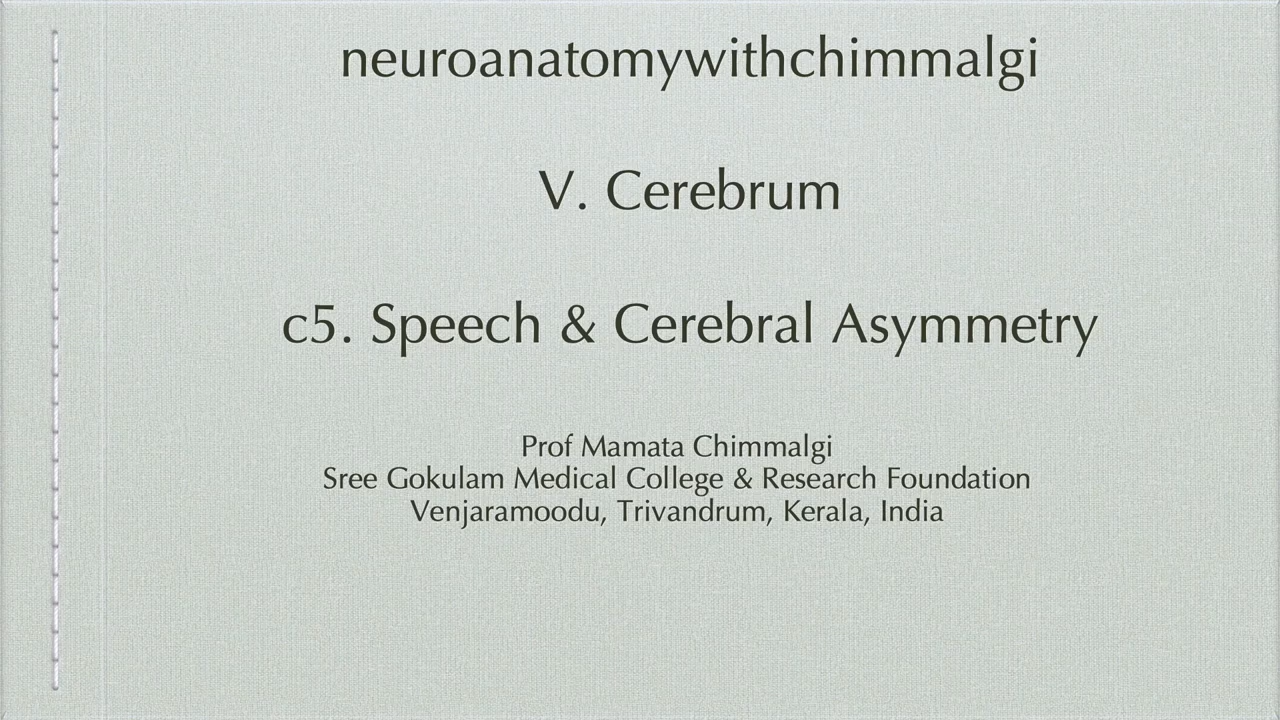 neuroanatomywithchimmalgi
V. Cerebrum
c5. Speech & Cerebral Asymmetry
Prof Mamata Chimmalgi
Sree Gokulam Medical College & Research Foundation
Venjaramoodu, Trivandrum, Kerala, India